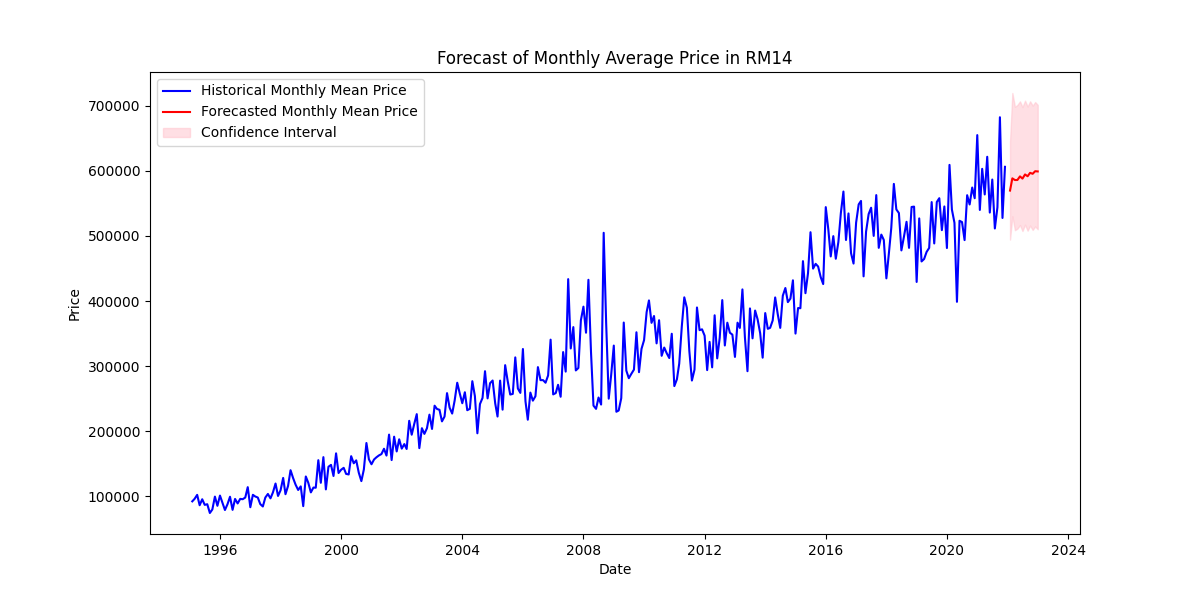 Forecast of Monthly Average Price in RM14
Historical Monthly Mean Price
Forecasted Monthly Mean Price
Confidence Interval
700000
600000
500000
400000
300000
200000
100000
Price
1996 2000 2004 2008 2012 2016 2020 2024
Date